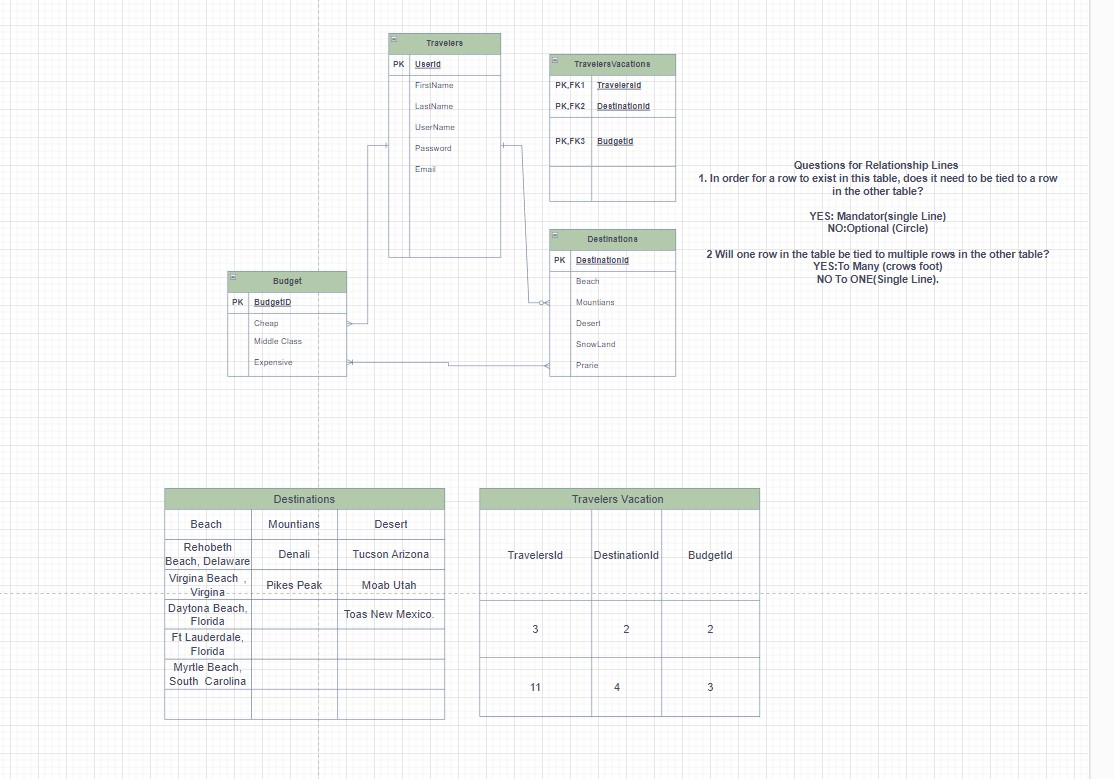 Travelers
PK UserId
FirstName
LastName
UserName
Password
Email
TravelersVacations
PK,FK1 TravelersId
PK,FK2 DestinationId
PK,FK3 BudgetId
Questions for Relationship Lines
1. In order for a row to exist in this table, does it need to be tied to a row
in the other table?
YES: Mandator(single Line)
NO:Optional (Circle)
2 Will one row in the table be tied to multiple rows in the other table?
YES:To Many (crows foot)
NO To ONE(Single Line).
Destinations
PK DestinationId
Beach
Mountians
Desert
SnowLand
Prarie
Budget
PK BudgetID
Cheap
Middle Class
Expensive
Destinations
Beach Mountians Desert
Rehobeth
Beach, Delaware
Denali
Tucson Arizona
Virgina Beach ,
Virgina
Pikes Peak
Moab Utah
Daytona Beach,
Florida
Toas New Mexico.
Ft Lauderdale,
Florida
Myrtle Beach,
South Carolina
Travelers Vacation
TravelersId DestinationId BudgetId
3 2 2
11 4 3